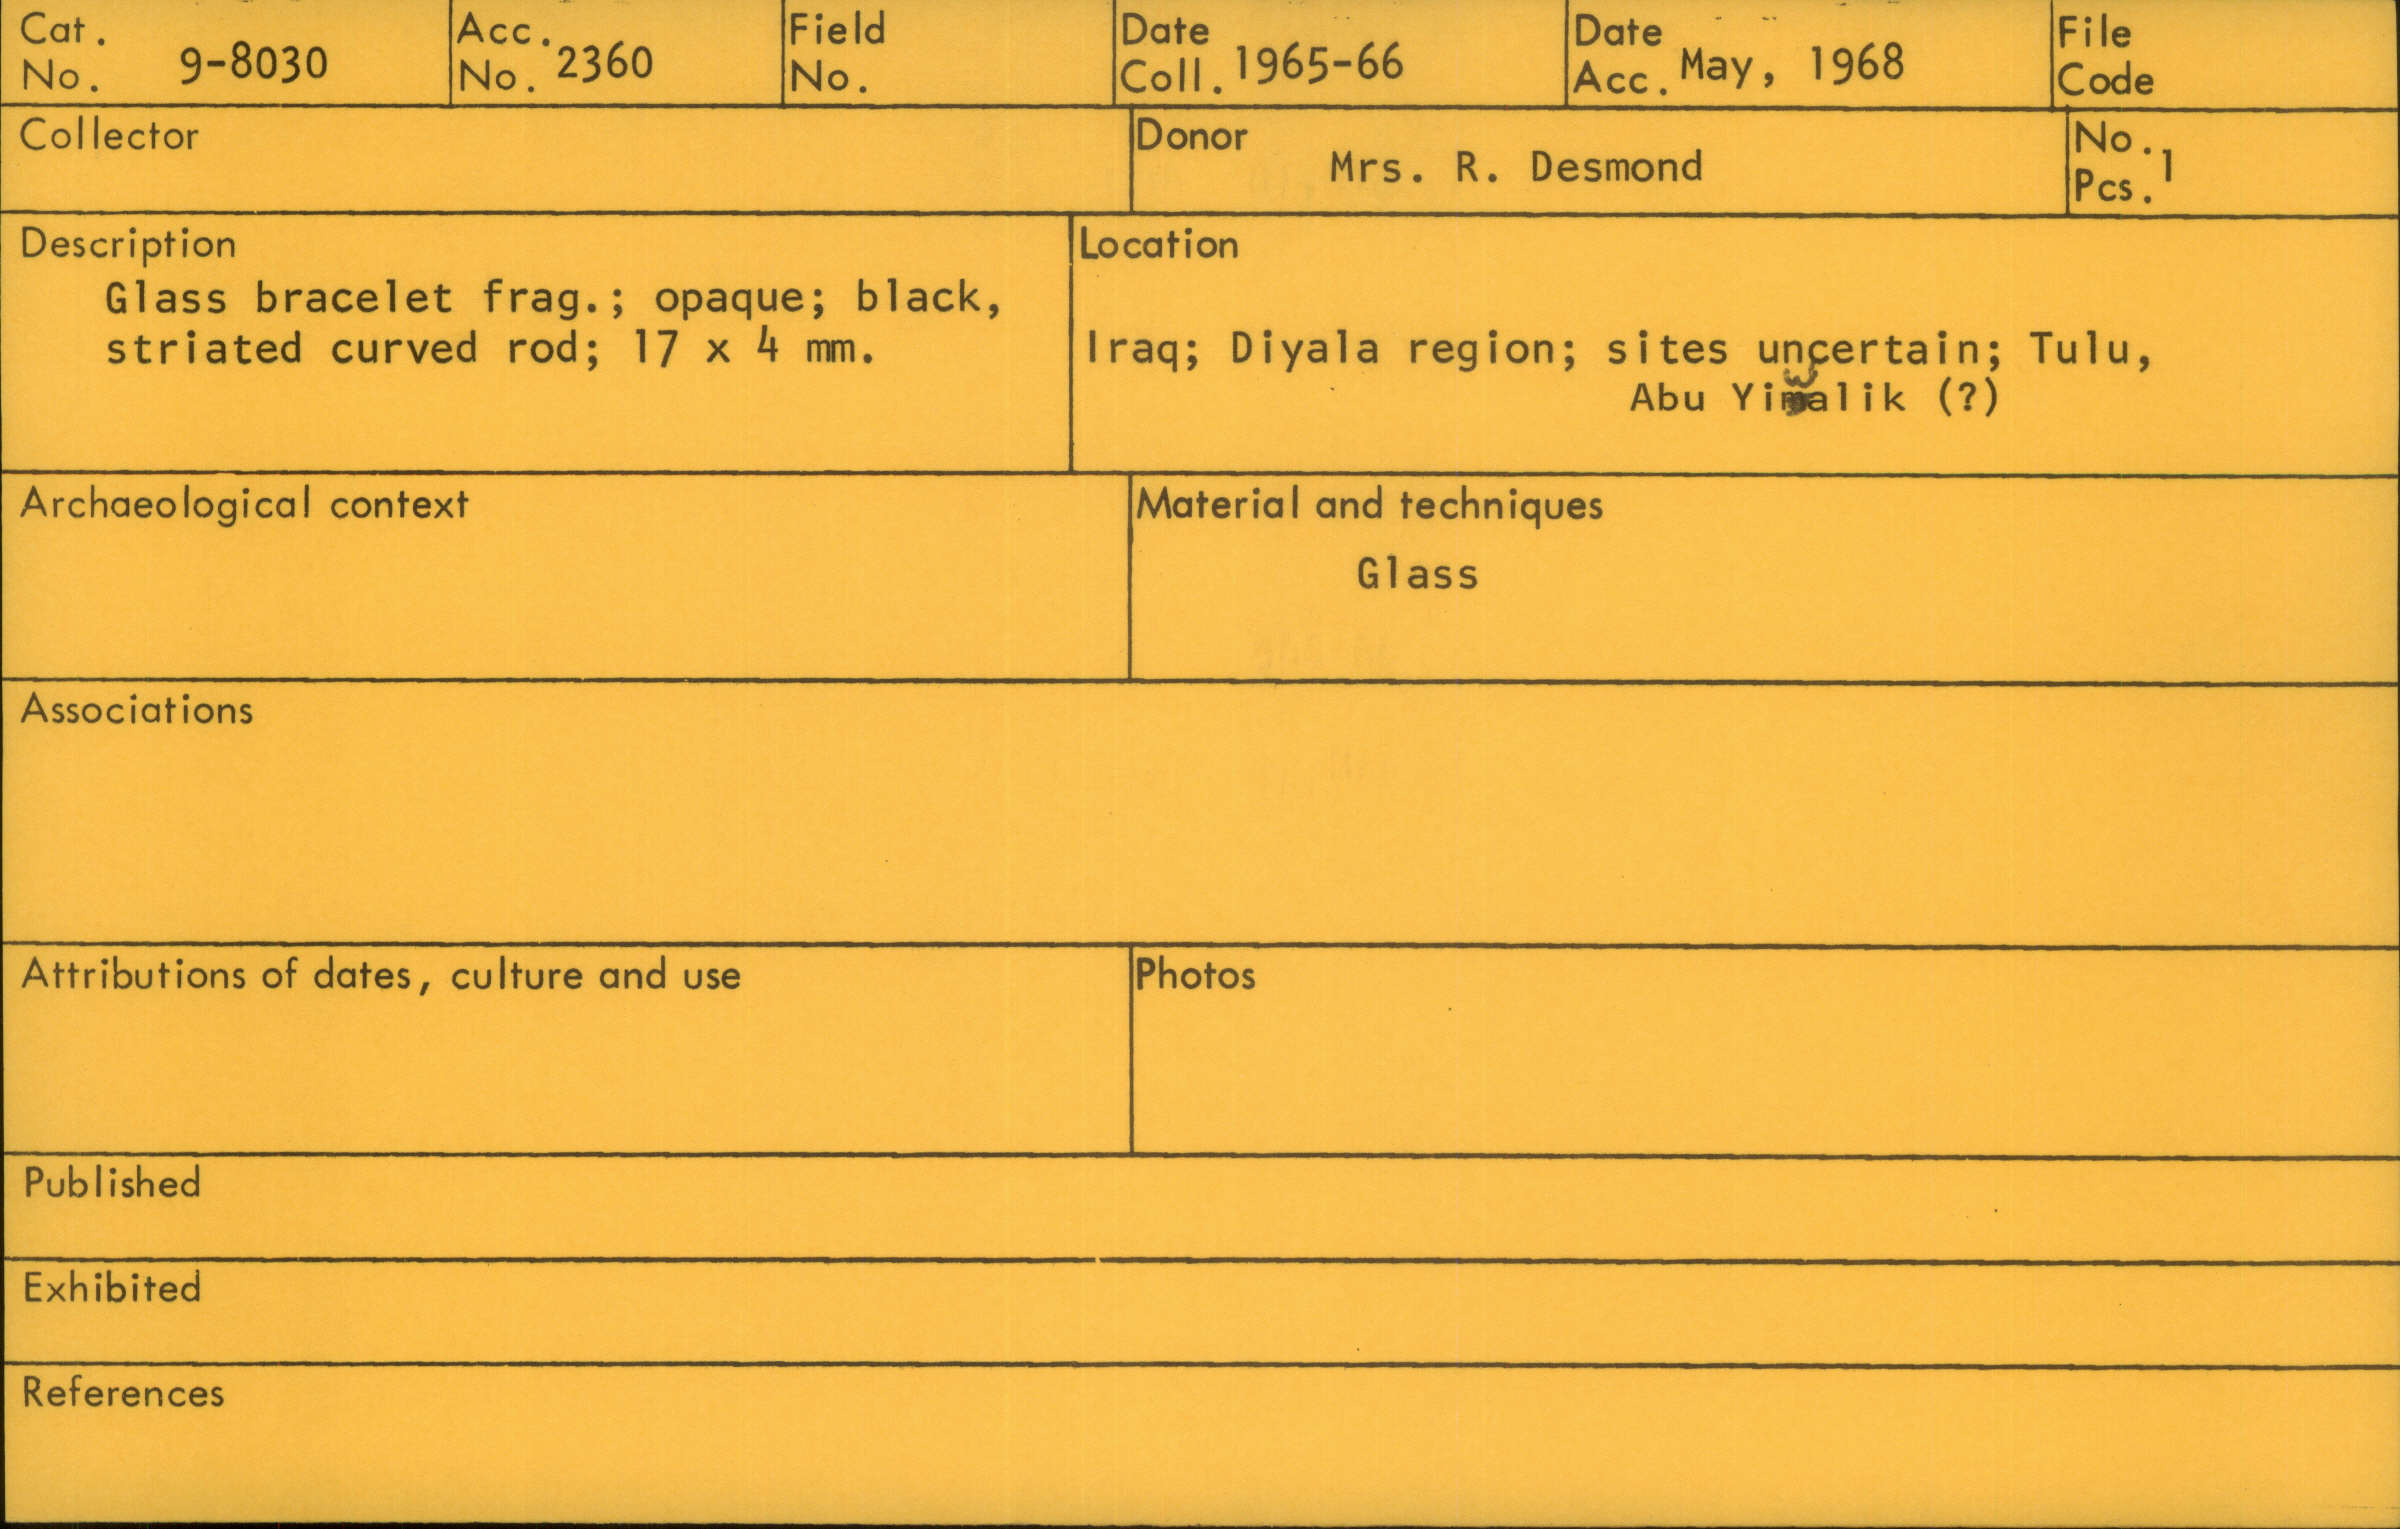 Cat. No. 9-8030
Acc. No. 2360
Field No.
Date Coll. 1965-66
Date Acc. May, 1968
File Code
Collector
Donor
Mrs. R. Desmond
No. Pcs. 1
Description
Glass bracelet frag.; opaque; black,
striated curved rod; 17 x 4 mm.
Location
Iraq; Diyala region; sites uncertain; Tulu,
Abu Yiwalik (?)
Archaeological context
Material and techniques
Glass
Associations
Attributions of dates, culture and use
Photos
Published
Exhibited
References